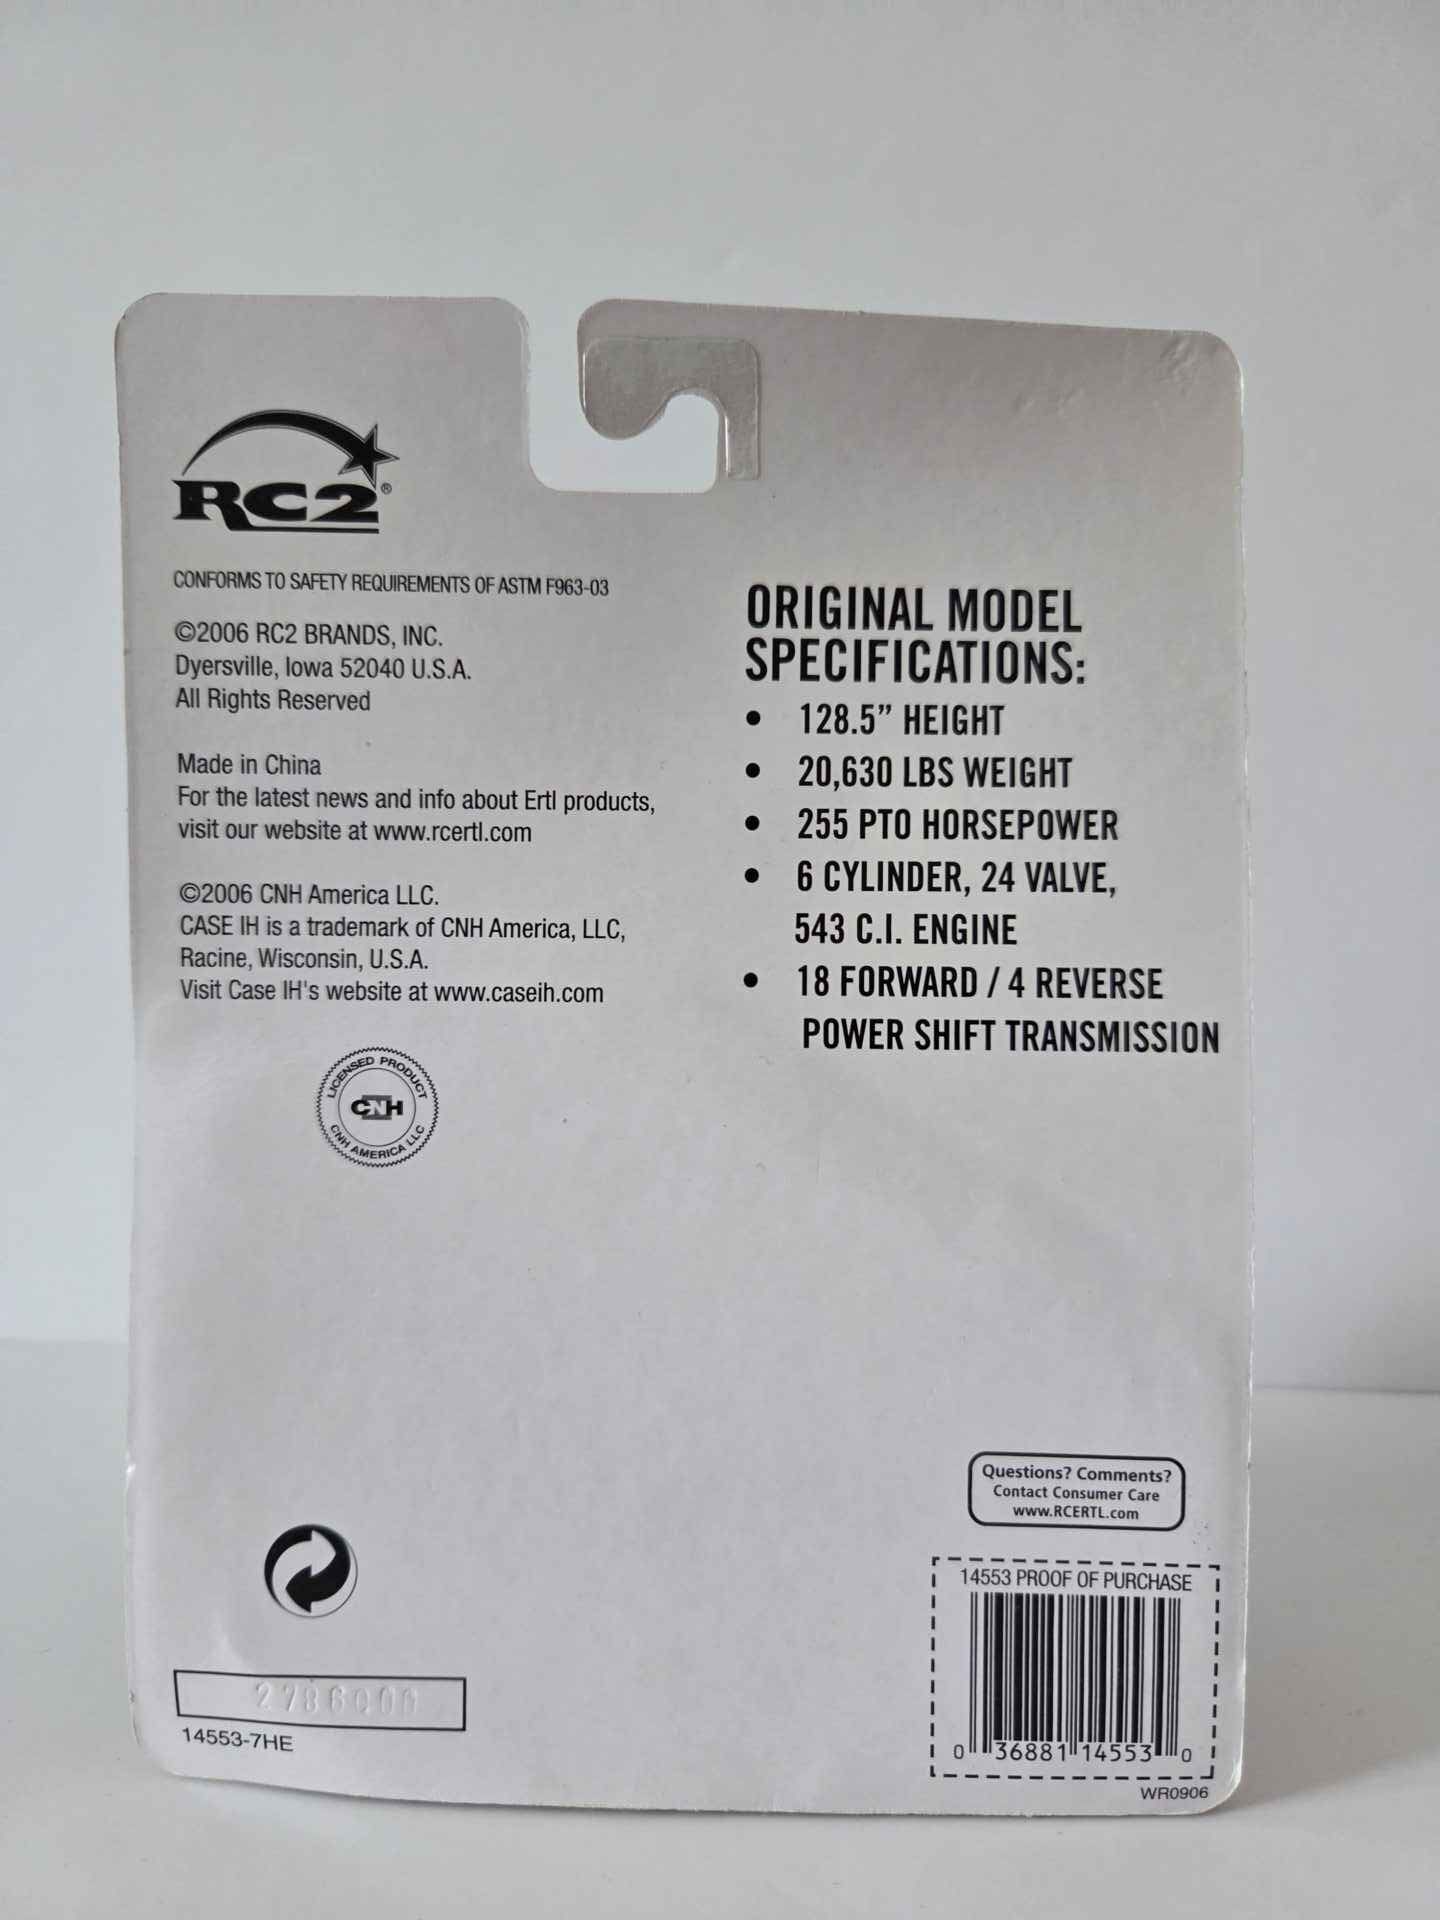 RC2®
CONFORMS TO SAFETY REQUIREMENTS OF ASTM F963-03
©2006 RC2 BRANDS, INC.
Dyersville, Iowa 52040 U.S.A.
All Rights Reserved
Made in China
For the latest news and info about Ertl products,
visit our website at www.rcertl.com
©2006 CNH America LLC.
CASE IH is a trademark of CNH America, LLC,
Racine, Wisconsin, U.S.A.
Visit Case IH's website at www.caseih.com
LICENSED PRODUCT
CNH
CNH AMERICA LLC
ORIGINAL MODEL
SPECIFICATIONS:
• 128.5” HEIGHT
• 20,630 LBS WEIGHT
• 255 PTO HORSEPOWER
• 6 CYLINDER, 24 VALVE,
543 C.I. ENGINE
• 18 FORWARD / 4 REVERSE
POWER SHIFT TRANSMISSION
Questions? Comments?
Contact Consumer Care
www.RCERTL.com
14553 PROOF OF PURCHASE
0 36881 14553 0
WR0906
14553-7HE